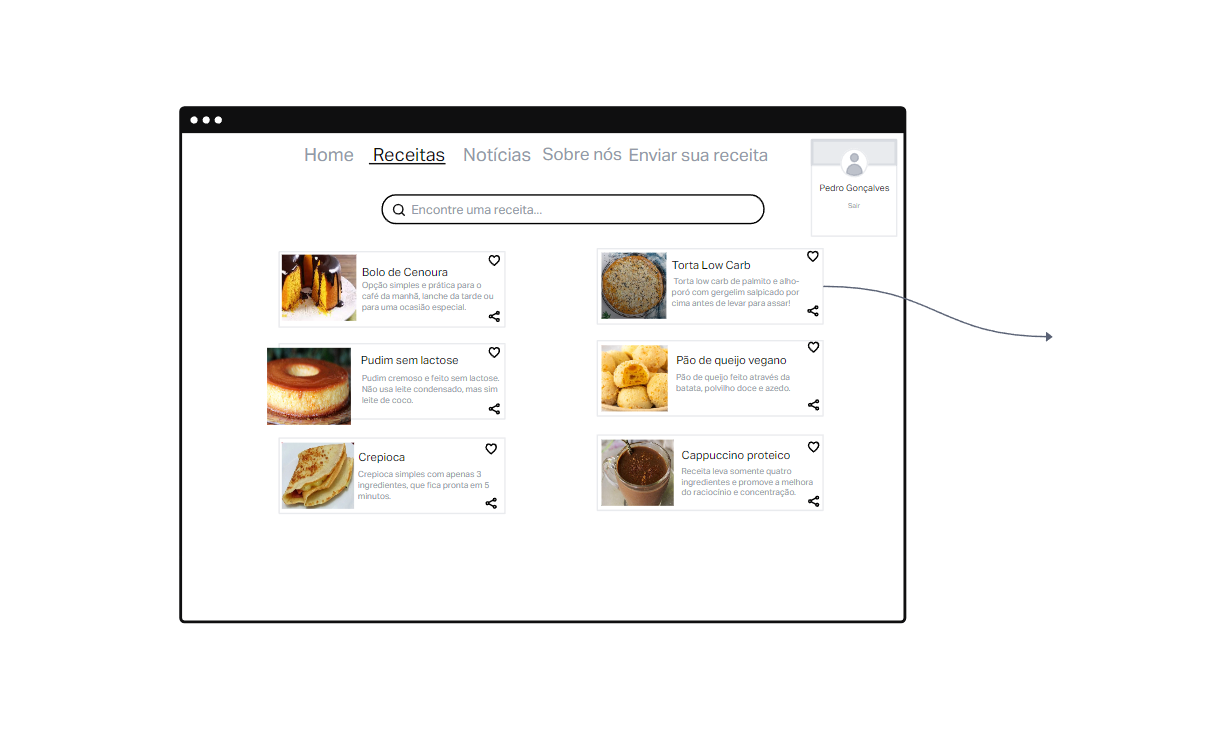 Home Receitas Notícias Sobre nós Enviar sua receita
Pedro Gonçalves
Sair
Encontre uma receita...
Bolo de Cenoura
Opção simples e prática para o
café da manhã, lanche da tarde ou
para uma ocasião especial.
Torta Low Carb
Torta low carb de palmito e alho-
poró com gergelim salpicado por
cima antes de levar para assar!
Pudim sem lactose
Pudim cremoso e feito sem lactose.
Não usa leite condensado, mas sim
leite de coco.
Pão de queijo vegano
Pão de queijo feito através da
batata, polvilho doce e azedo.
Crepioca
Crepioca simples com apenas 3
ingredientes, que fica pronta em 5
minutos.
Cappuccino proteico
Receita leva somente quatro
ingredientes e promove a melhora
do raciocínio e concentração.